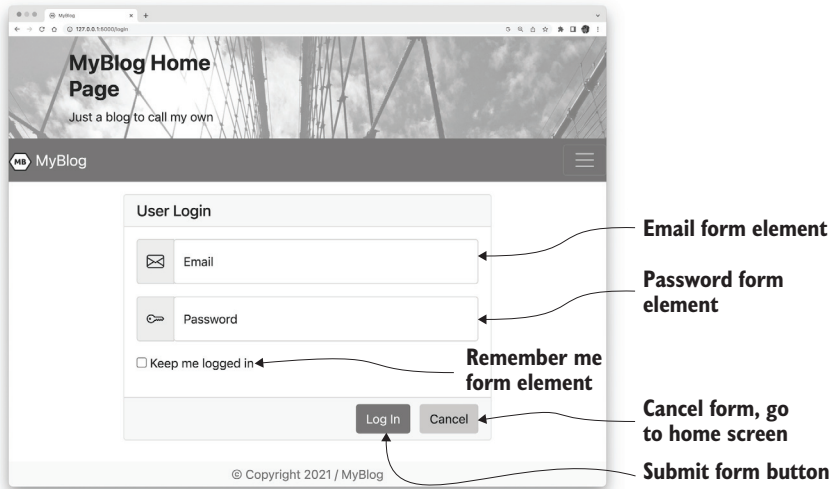 MyBlog
127.0.0.1:5000/login
MyBlog Home
Page
Just a blog to call my own
MB MyBlog
User Login
Email
Email form element
Password
Password form
element
Keep me logged in
Remember me
form element
Log In
Cancel
Cancel form, go
to home screen
© Copyright 2021 / MyBlog
Submit form button